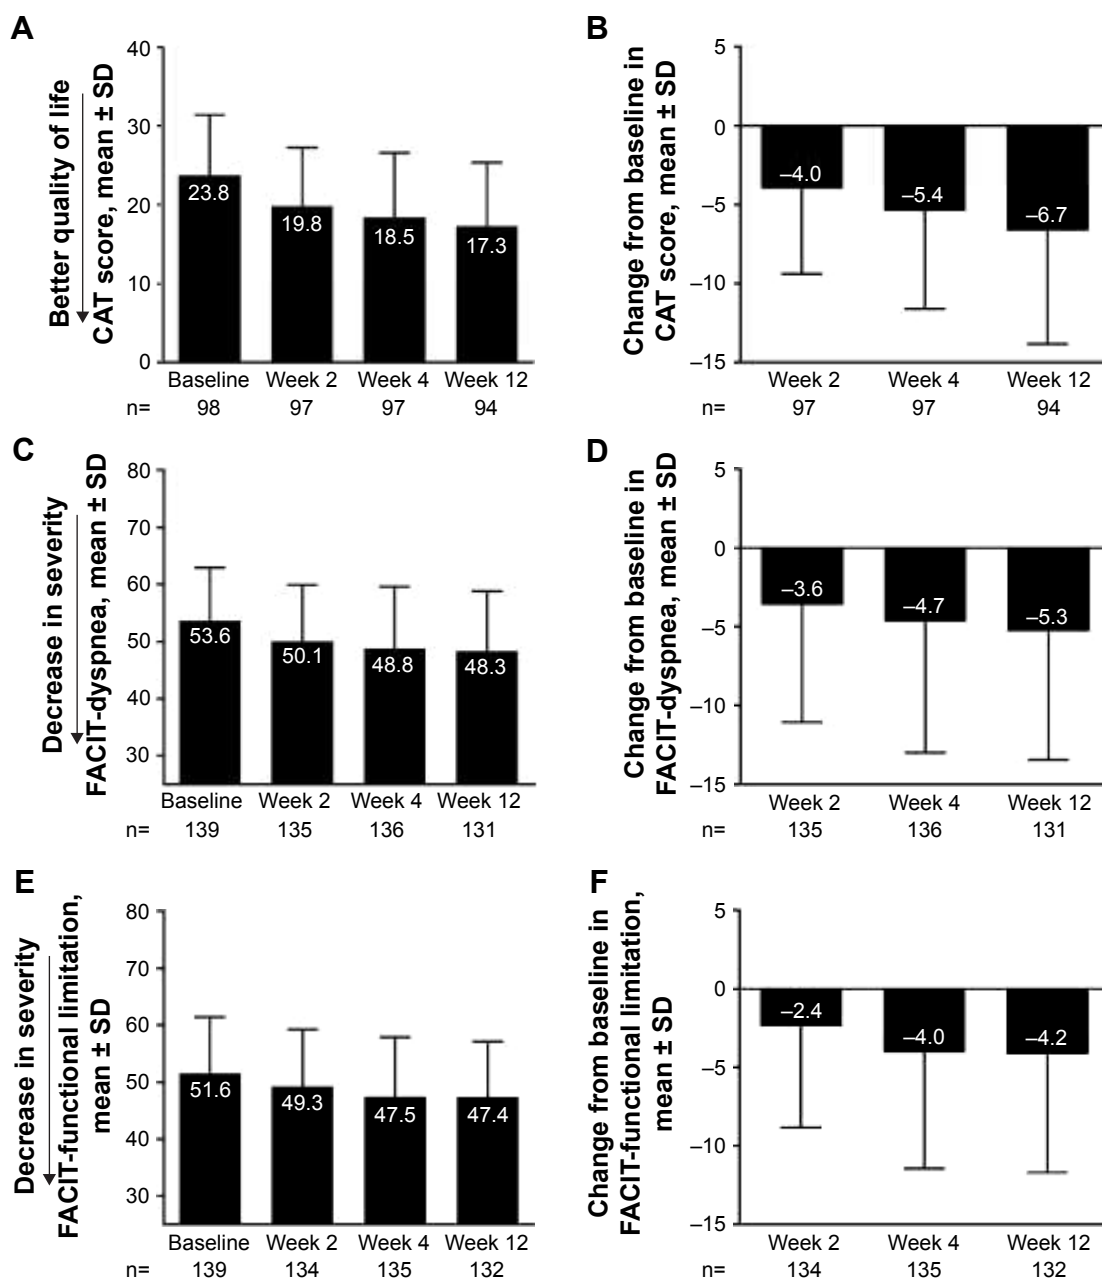 A
Better quality of life
CAT score, mean ± SD
40
30
20
10
0
23.8
19.8
18.5
17.3
Baseline Week 2 Week 4 Week 12
n= 98 97 97 94
B
Change from baseline in
CAT score, mean ± SD
5
0
–5
–10
–15
–4.0
–5.4
–6.7
Week 2 Week 4 Week 12
n= 97 97 94
C
Decrease in severity
FACIT-dyspnea, mean ± SD
80
70
60
50
40
30
53.6
50.1
48.8
48.3
Baseline Week 2 Week 4 Week 12
n= 139 135 136 131
D
Change from baseline in
FACIT-dyspnea, mean ± SD
5
0
–5
–10
–15
–3.6
–4.7
–5.3
Week 2 Week 4 Week 12
n= 135 136 131
E
Decrease in severity
FACIT-functional limitation,
mean ± SD
80
70
60
50
40
30
51.6
49.3
47.5
47.4
Baseline Week 2 Week 4 Week 12
n= 139 134 135 132
F
Change from baseline in
FACIT-functional limitation,
mean ± SD
5
0
–5
–10
–15
–2.4
–4.0
–4.2
Week 2 Week 4 Week 12
n= 134 135 132